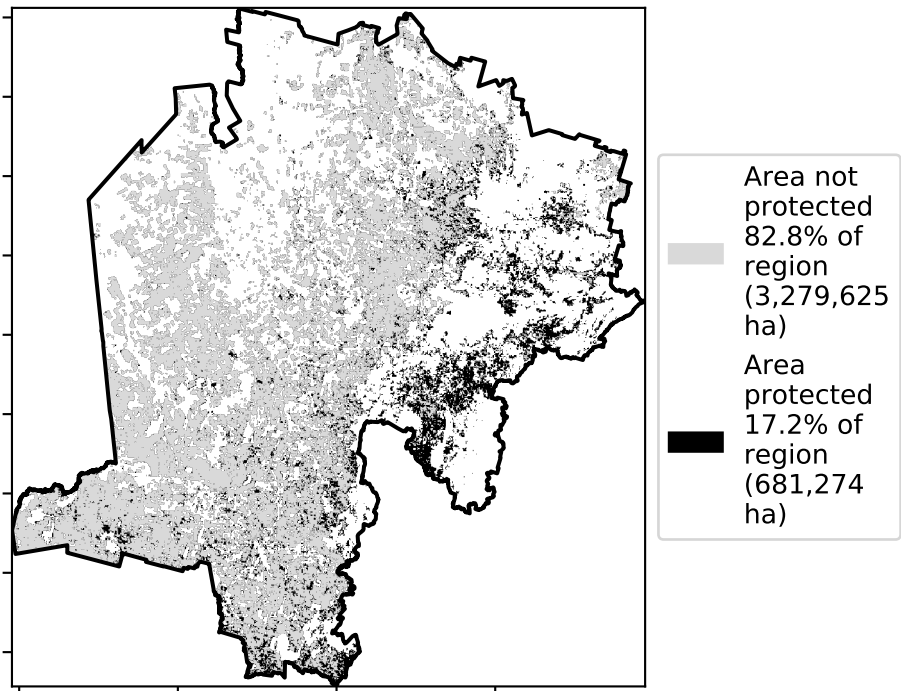 Area not
protected
82.8% of
region
(3,279,625
ha)
Area
protected
17.2% of
region
(681,274
ha)